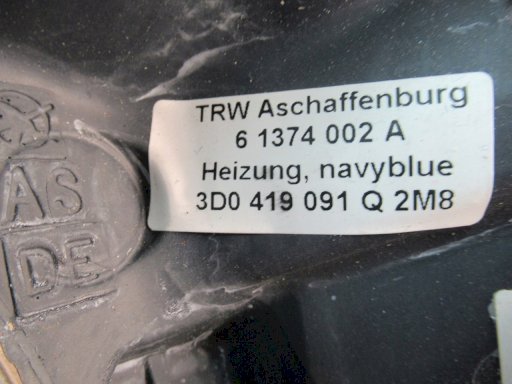 TRW Aschaffenburg
6 1374 002 A
Heizung, navyblue
3D0 419 091 Q 2M8
AS
DE